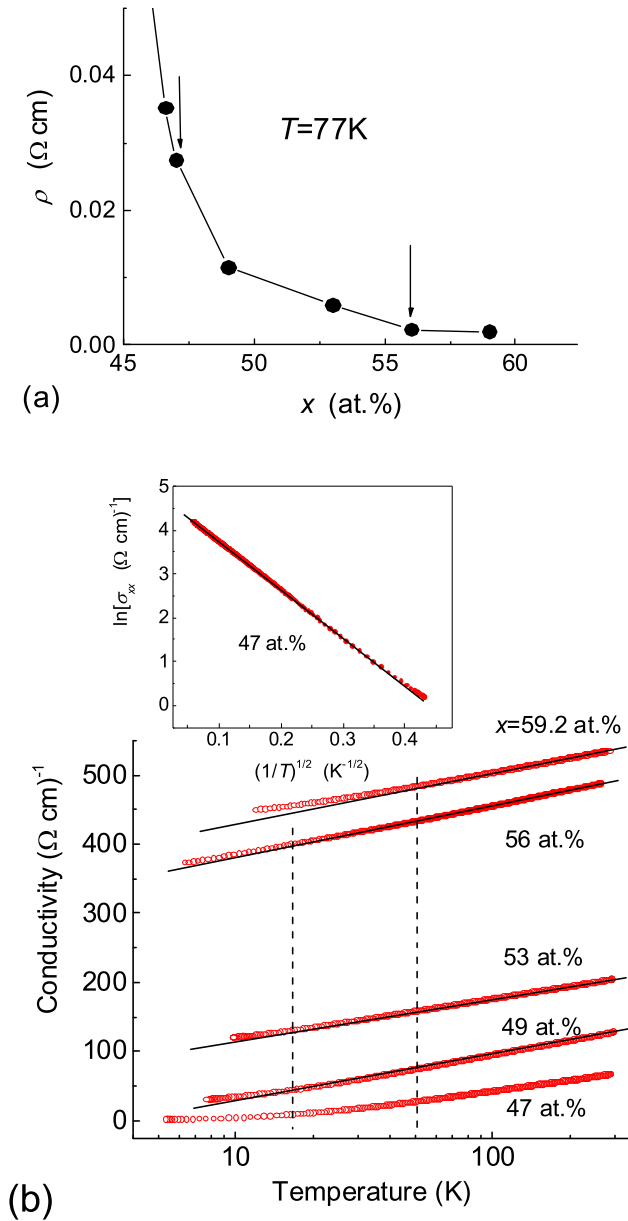 0.04
0.02
0.00
ρ (Ω cm)
T=77K
45 50 55 60
x (at.%)
(a)
5
4
3
2
1
0
ln[σxx (Ω cm)-1]
47 at.%
0.1 0.2 0.3 0.4
(1/T)1/2 (K-1/2)
x=59.2 at.%
500
400
300
200
100
0
Conductivity (Ω cm)-1
56 at.%
53 at.%
49 at.%
47 at.%
10 100
Temperature (K)
(b)